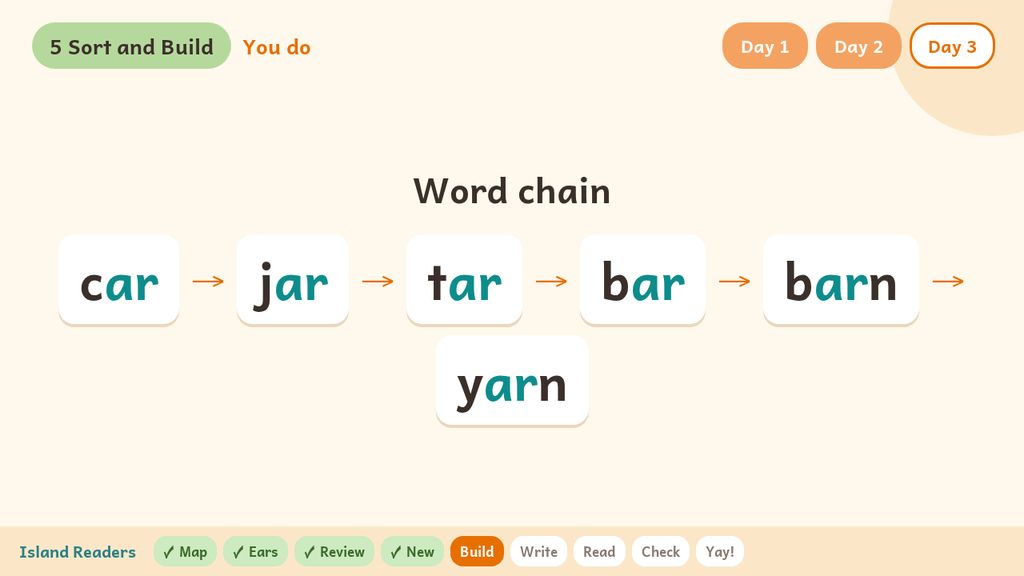 5 Sort and Build You do Day 1 Day 2 Day 3
Word chain
car → jar → tar → bar → barn →
yarn
Island Readers ✓ Map ✓ Ears ✓ Review ✓ New Build Write Read Check Yay!